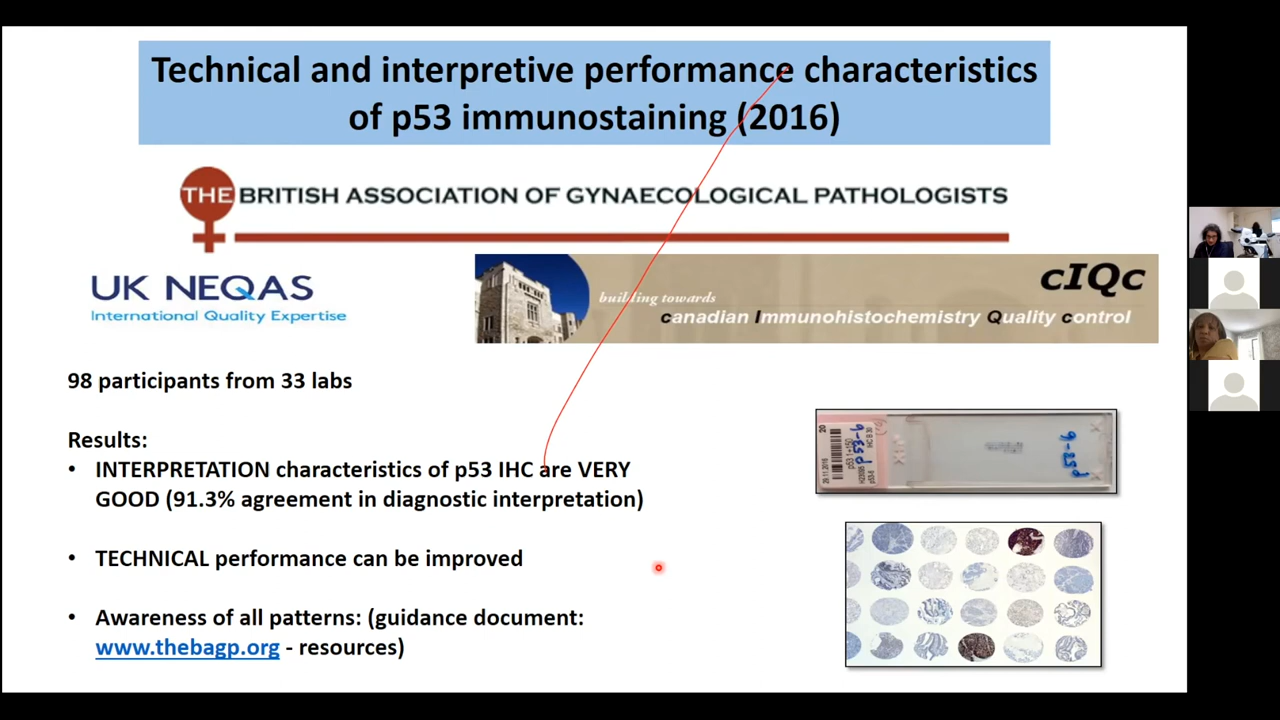 Technical and interpretive performance characteristics
of p53 immunostaining (2016)
THE BRITISH ASSOCIATION OF GYNAECOLOGICAL PATHOLOGISTS
UK NEQAS
International Quality Expertise
cIQc
building towards
canadian Immunohistochemistry Quality control
98 participants from 33 labs
Results:
• INTERPRETATION characteristics of p53 IHC are VERY
GOOD (91.3% agreement in diagnostic interpretation)
• TECHNICAL performance can be improved
• Awareness of all patterns: (guidance document:
www.thebagp.org - resources)
20
p53-9